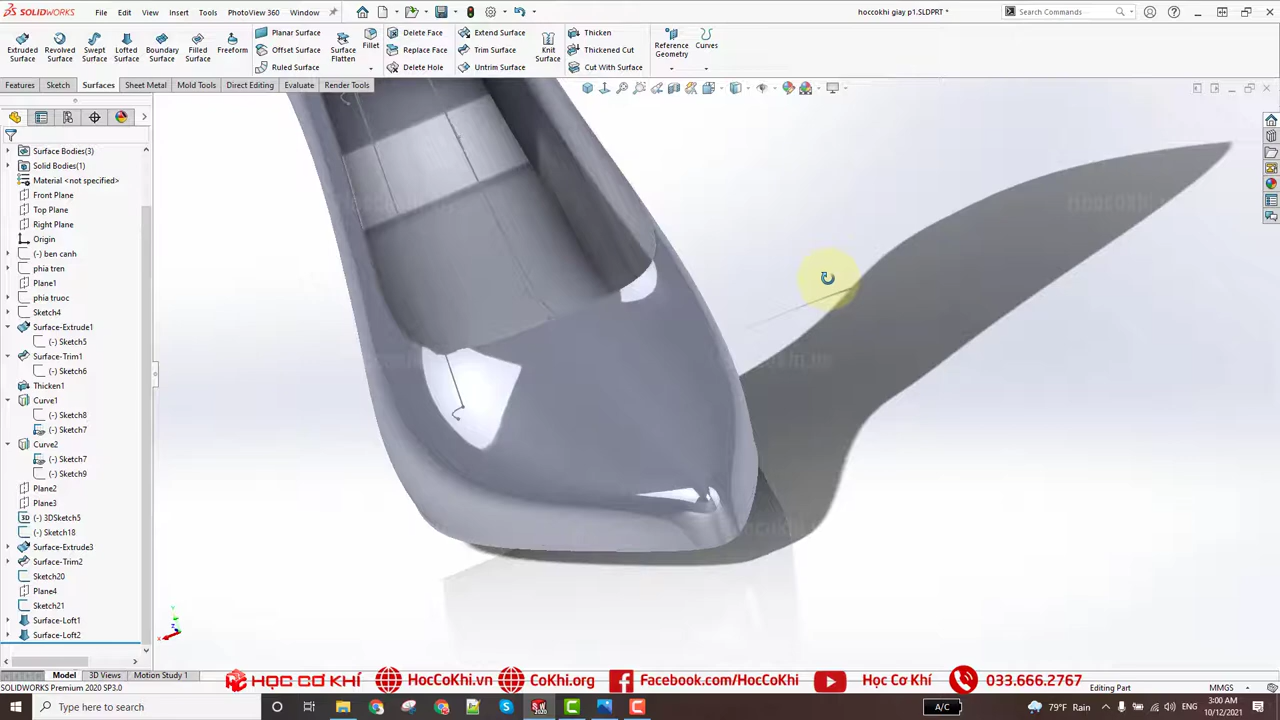 SOLIDWORKS File Edit View Insert Tools PhotoView 360 Window hoccokhi giay p1.SLDPRT * Search Commands
Extruded Surface
Revolved Surface
Swept Surface
Lofted Surface
Boundary Surface
Filled Surface
Freeform
Planar Surface
Offset Surface
Ruled Surface
Surface Flatten
Fillet
Delete Face
Replace Face
Delete Hole
Extend Surface
Trim Surface
Untrim Surface
Knit Surface
Thicken
Thickened Cut
Cut With Surface
Reference Geometry
Curves
Features Sketch Surfaces Sheet Metal Mold Tools Direct Editing Evaluate Render Tools
Surface Bodies(3)
Solid Bodies(1)
Material <not specified>
Front Plane
Top Plane
Right Plane
Origin
(-) ben canh
phia tren
Plane1
phia truoc
Sketch4
Surface-Extrude1
(-) Sketch5
Surface-Trim1
(-) Sketch6
Thicken1
Curve1
(-) Sketch8
(-) Sketch7
Curve2
(-) Sketch7
(-) Sketch9
Plane2
Plane3
3D (-) 3DSketch5
(-) Sketch18
Surface-Extrude3
Surface-Trim2
Sketch20
Plane4
Sketch21
Surface-Loft1
Surface-Loft2
HocCoKhi.vn
Model 3D Views Motion Study 1
HỌC CƠ KHÍ HocCoKhi.vn CoKhi.org Facebook.com/HocCoKhi Học Cơ Khí 033.666.2767
SOLIDWORKS Premium 2020 SP3.0 Editing Part MMGS
Type here to search A/C 79°F Rain 3:00 AM
10/12/2021